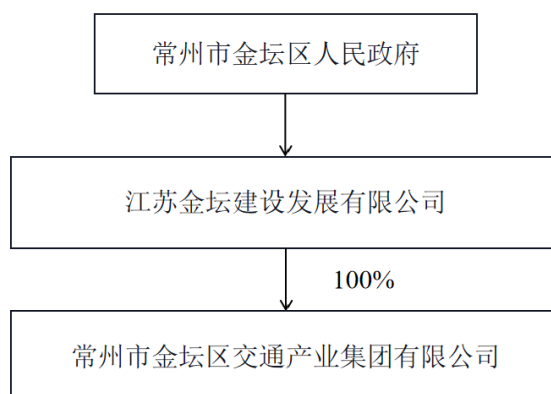 常州市金坛区人民政府
江苏金坛建设发展有限公司
100%
常州市金坛区交通产业集团有限公司